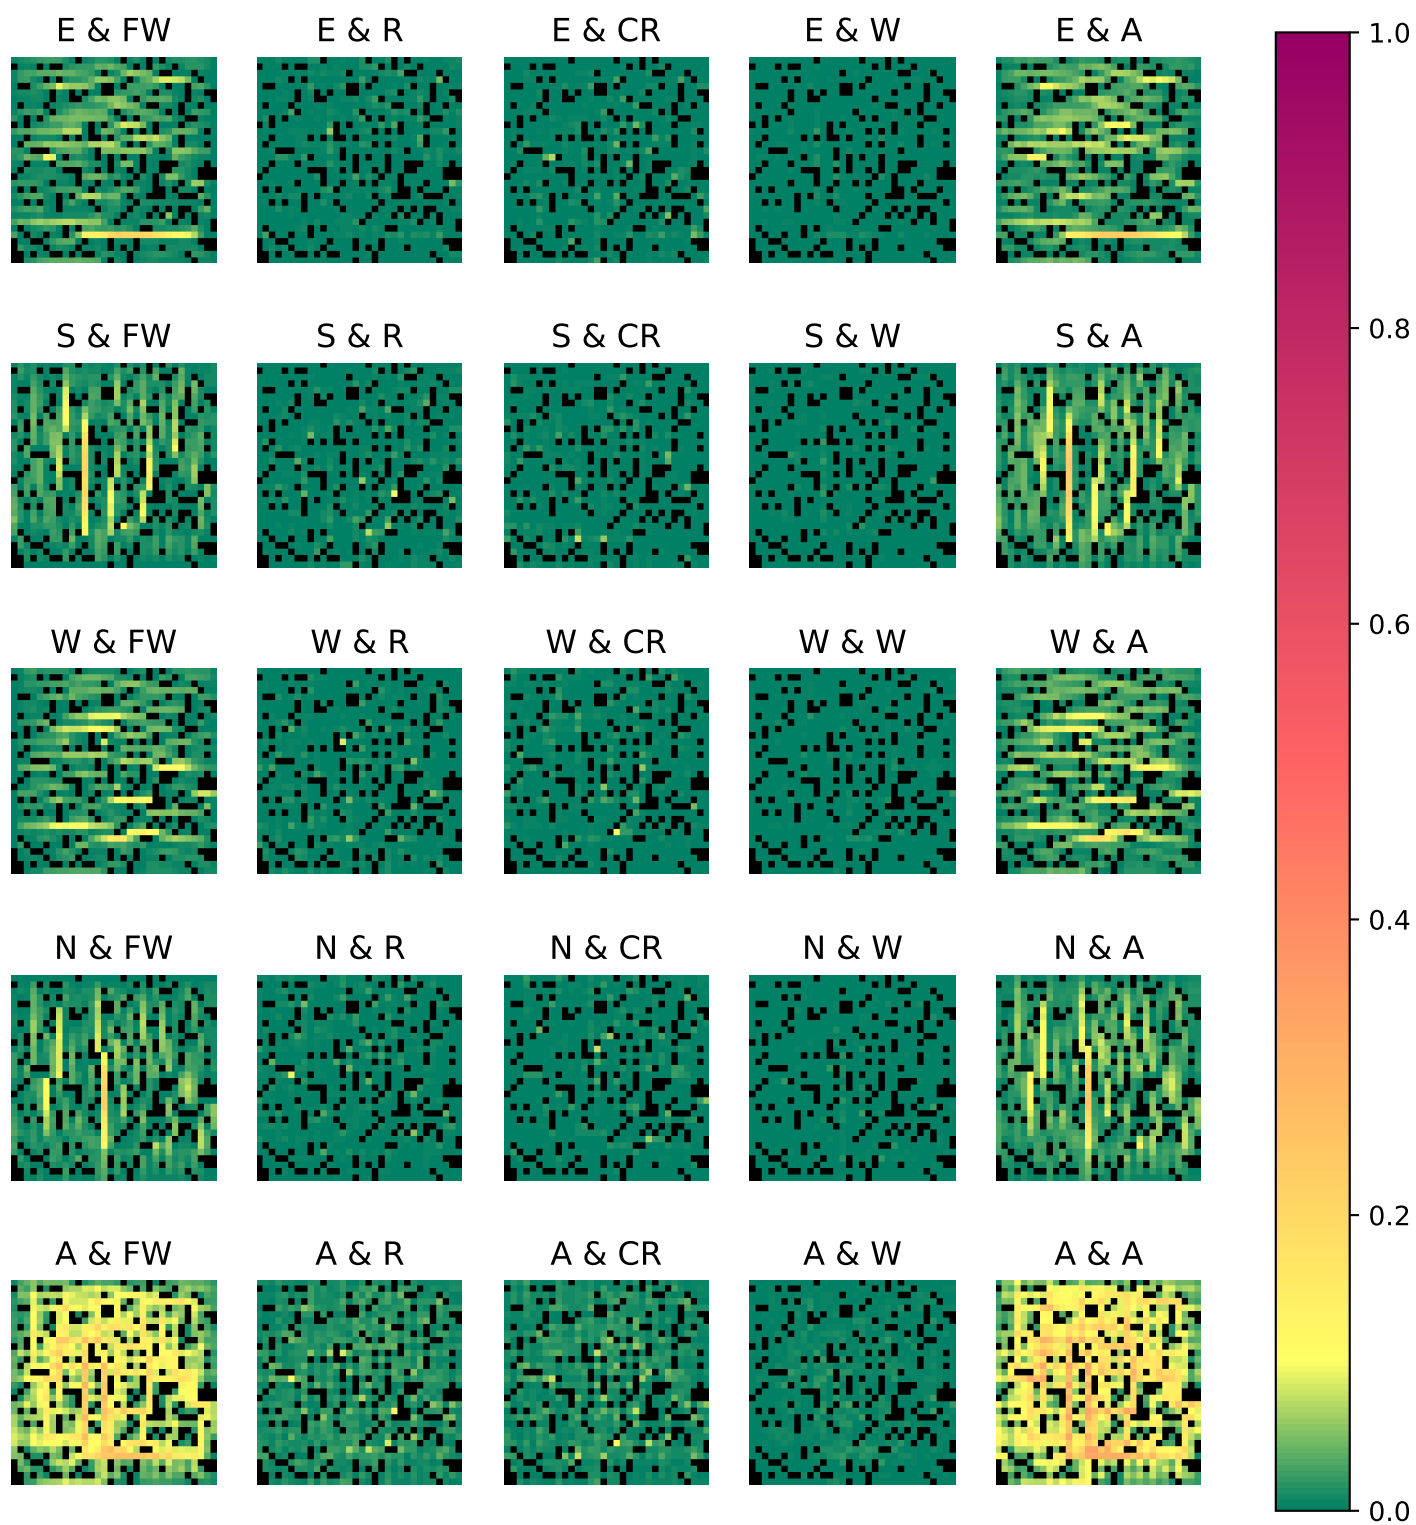 E & FW E & R E & CR E & W E & A
S & FW S & R S & CR S & W S & A
W & FW W & R W & CR W & W W & A
N & FW N & R N & CR N & W N & A
A & FW A & R A & CR A & W A & A
1.0
0.8
0.6
0.4
0.2
0.0